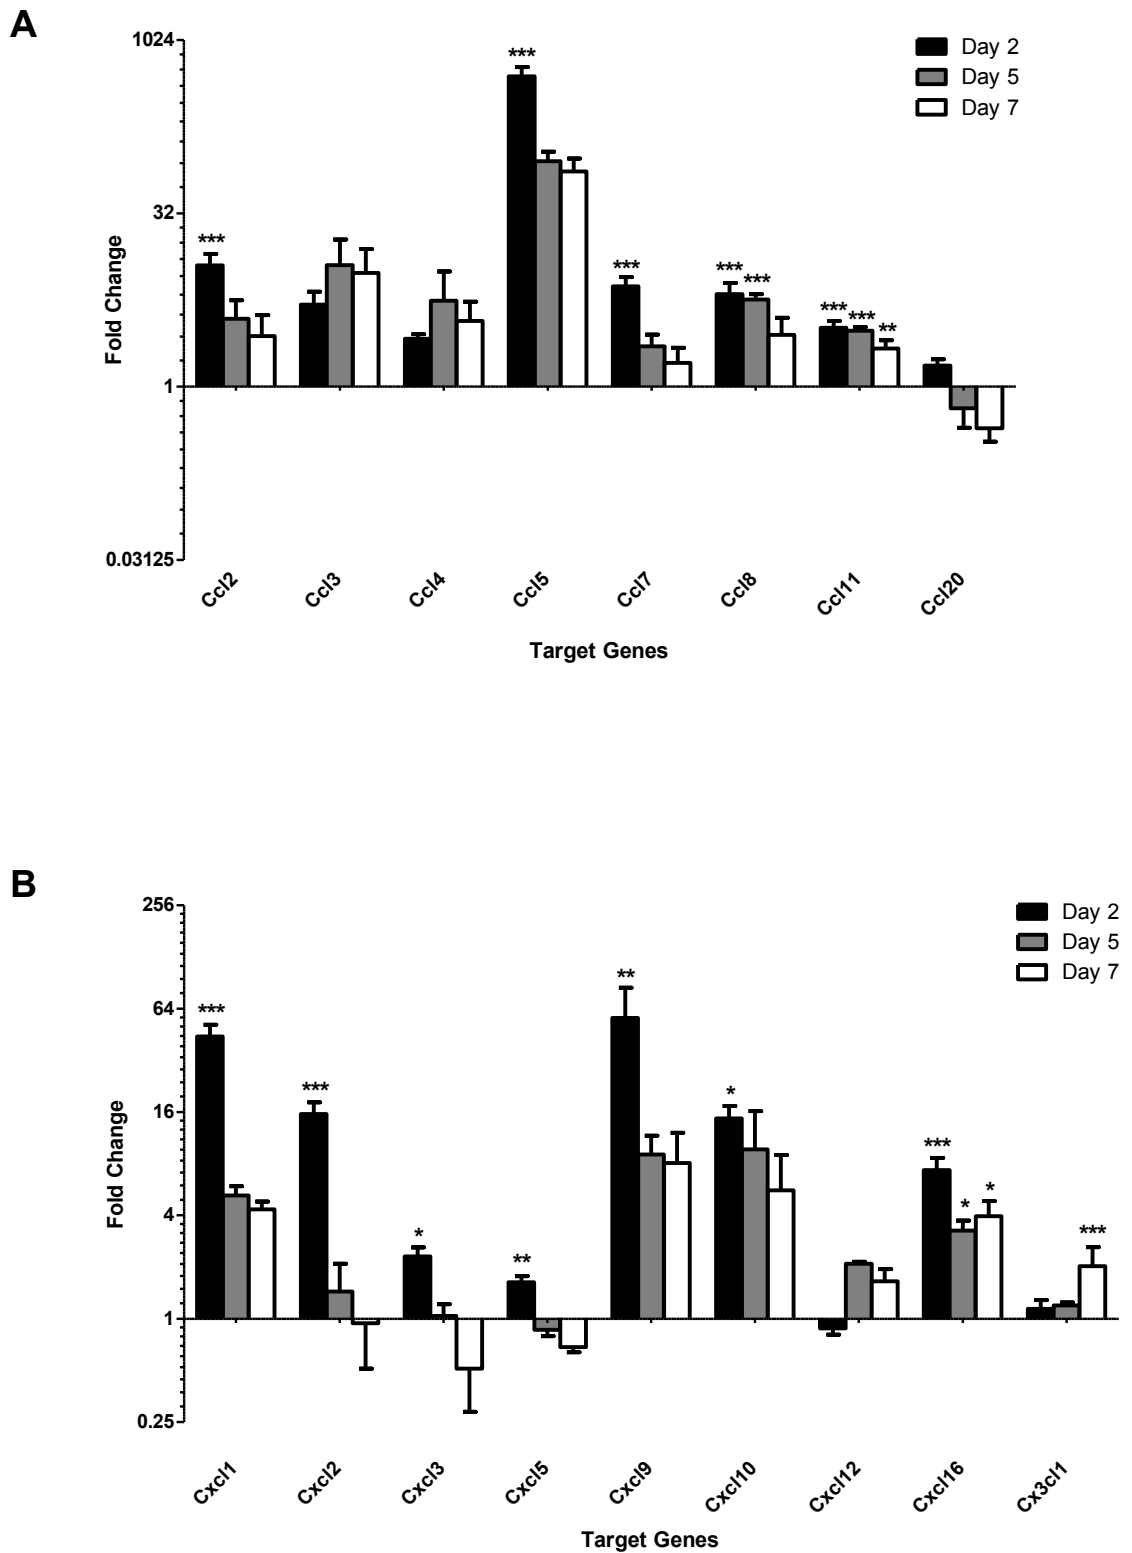 A
1024
32
1
0.03125
Fold Change
***
***
***
***
***
***
***
**
Day 2
Day 5
Day 7
Ccl2
Ccl3
Ccl4
Ccl5
Ccl7
Ccl8
Ccl11
Ccl20
Target Genes
B
256
64
16
4
1
0.25
Fold Change
***
***
*
**
**
*
***
*
*
***
Day 2
Day 5
Day 7
Cxcl1
Cxcl2
Cxcl3
Cxcl5
Cxcl9
Cxcl10
Cxcl12
Cxcl16
Cx3cl1
Target Genes